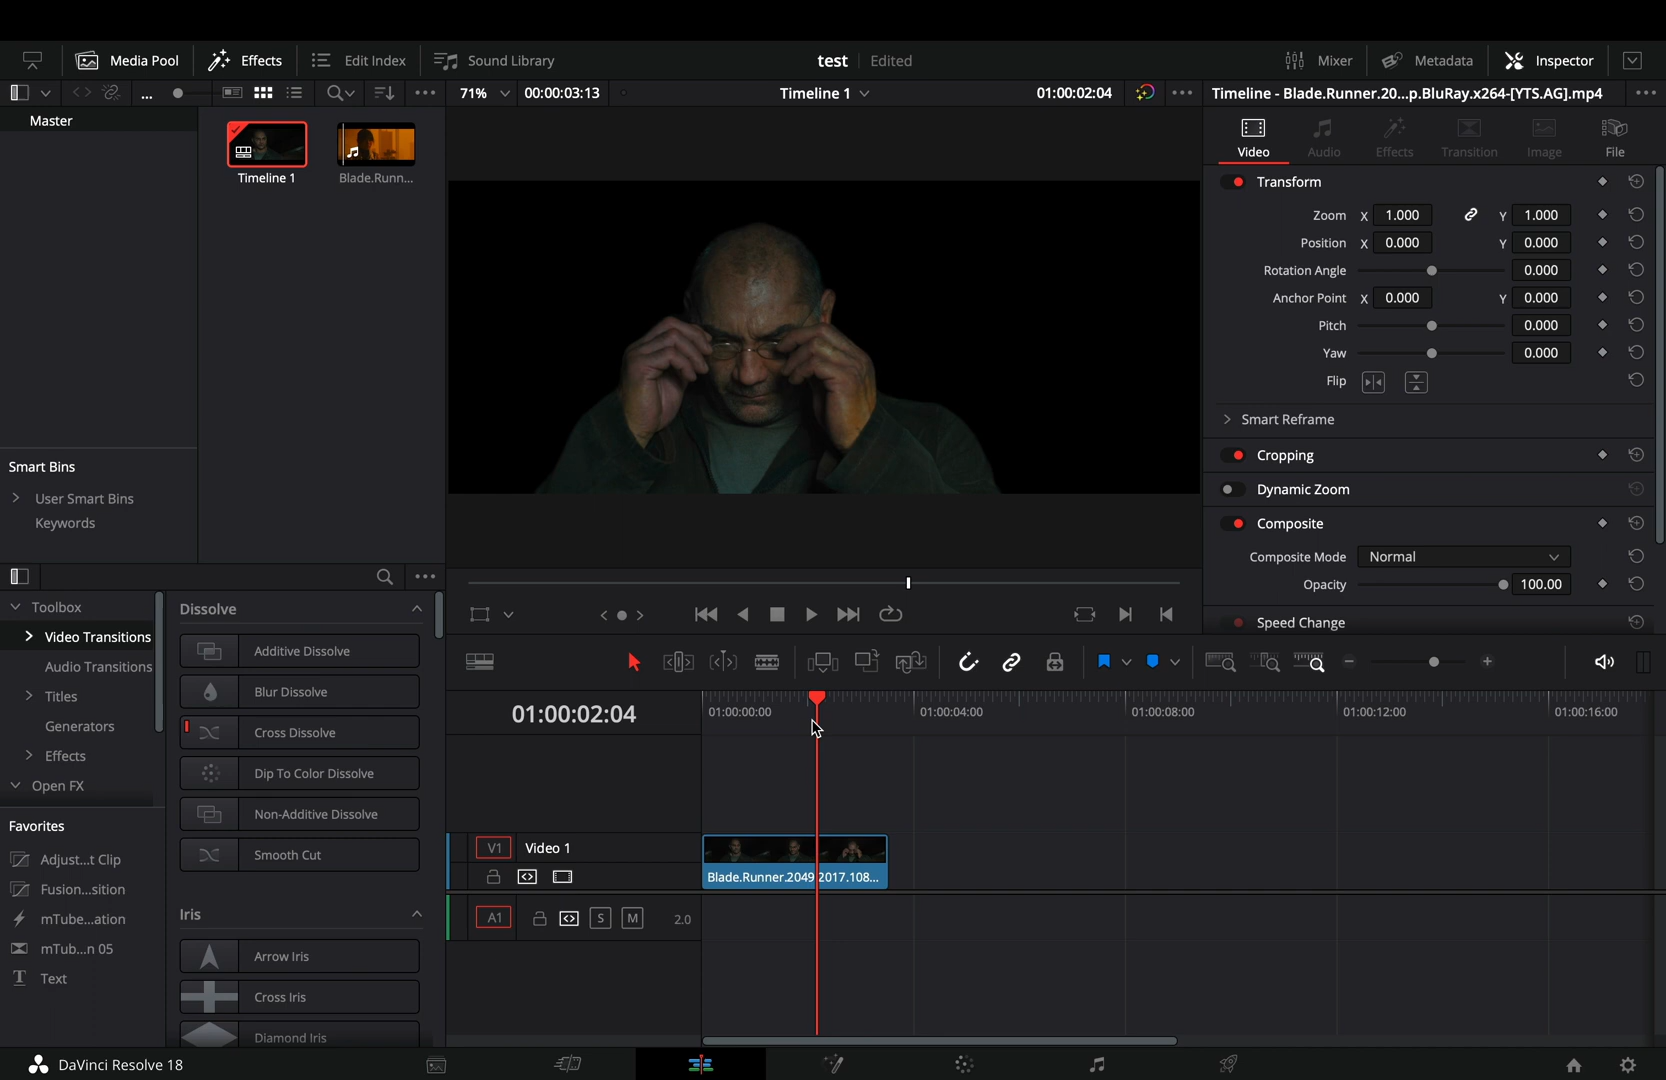 Media Pool Effects Edit Index Sound Library test Edited Mixer Metadata Inspector
... 71% 00:00:03:13 Timeline 1 01:00:02:04 ... Timeline - Blade.Runner.20...p.BluRay.x264-[YTS.AG].mp4 ...
Master
Timeline 1 Blade.Runn...
Smart Bins
User Smart Bins
Keywords
Video Audio Effects Transition Image File
Transform
Zoom X 1.000 Y 1.000
Position X 0.000 Y 0.000
Rotation Angle 0.000
Anchor Point X 0.000 Y 0.000
Pitch 0.000
Yaw 0.000
Flip
Smart Reframe
Cropping
Dynamic Zoom
Composite
Composite Mode Normal
Opacity 100.00
Speed Change
Toolbox
Video Transitions
Audio Transitions
Titles
Generators
Effects
Open FX
Favorites
Adjust...t Clip
Fusion...sition
mTube...ation
mTub...n 05
T Text
Dissolve
Additive Dissolve
Blur Dissolve
Cross Dissolve
Dip To Color Dissolve
Non-Additive Dissolve
Smooth Cut
Iris
Arrow Iris
Cross Iris
Diamond Iris
01:00:02:04 01:00:00:00 01:00:04:00 01:00:08:00 01:00:12:00 01:00:16:00
V1 Video 1
Blade.Runner.2049.2017.108...
A1 S M 2.0
DaVinci Resolve 18